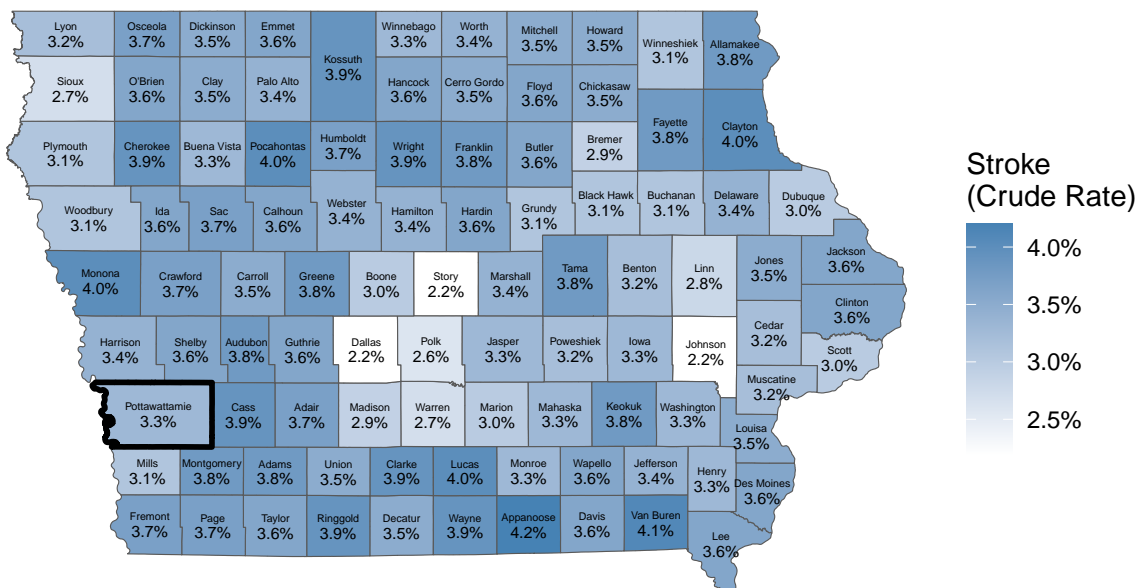 Lyon
3.2%
Osceola
3.7%
Dickinson
3.5%
Emmet
3.6%
Kossuth
3.9%
Winnebago
3.3%
Worth
3.4%
Mitchell
3.5%
Howard
3.5%
Winneshiek
3.1%
Allamakee
3.8%
Sioux
2.7%
O'Brien
3.6%
Clay
3.5%
Palo Alto
3.4%
Hancock
3.6%
Cerro Gordo
3.5%
Floyd
3.6%
Chickasaw
3.5%
Plymouth
3.1%
Cherokee
3.9%
Buena Vista
3.3%
Pocahontas
4.0%
Humboldt
3.7%
Wright
3.9%
Franklin
3.8%
Butler
3.6%
Bremer
2.9%
Fayette
3.8%
Clayton
4.0%
Woodbury
3.1%
Ida
3.6%
Sac
3.7%
Calhoun
3.6%
Webster
3.4%
Hamilton
3.4%
Hardin
3.6%
Grundy
3.1%
Black Hawk
3.1%
Buchanan
3.1%
Delaware
3.4%
Dubuque
3.0%
Monona
4.0%
Crawford
3.7%
Carroll
3.5%
Greene
3.8%
Boone
3.0%
Story
2.2%
Marshall
3.4%
Tama
3.8%
Benton
3.2%
Linn
2.8%
Jones
3.5%
Jackson
3.6%
Clinton
3.6%
Harrison
3.4%
Shelby
3.6%
Audubon
3.8%
Guthrie
3.6%
Dallas
2.2%
Polk
2.6%
Jasper
3.3%
Poweshiek
3.2%
Iowa
3.3%
Johnson
2.2%
Cedar
3.2%
Scott
3.0%
Muscatine
3.2%
Pottawattamie
3.3%
Cass
3.9%
Adair
3.7%
Madison
2.9%
Warren
2.7%
Marion
3.0%
Mahaska
3.3%
Keokuk
3.8%
Washington
3.3%
Louisa
3.5%
Mills
3.1%
Montgomery
3.8%
Adams
3.8%
Union
3.5%
Clarke
3.9%
Lucas
4.0%
Monroe
3.3%
Wapello
3.6%
Jefferson
3.4%
Henry
3.3%
Des Moines
3.6%
Fremont
3.7%
Page
3.7%
Taylor
3.6%
Ringgold
3.9%
Decatur
3.5%
Wayne
3.9%
Appanoose
4.2%
Davis
3.6%
Van Buren
4.1%
Lee
3.6%
Stroke
(Crude Rate)
4.0%
3.5%
3.0%
2.5%